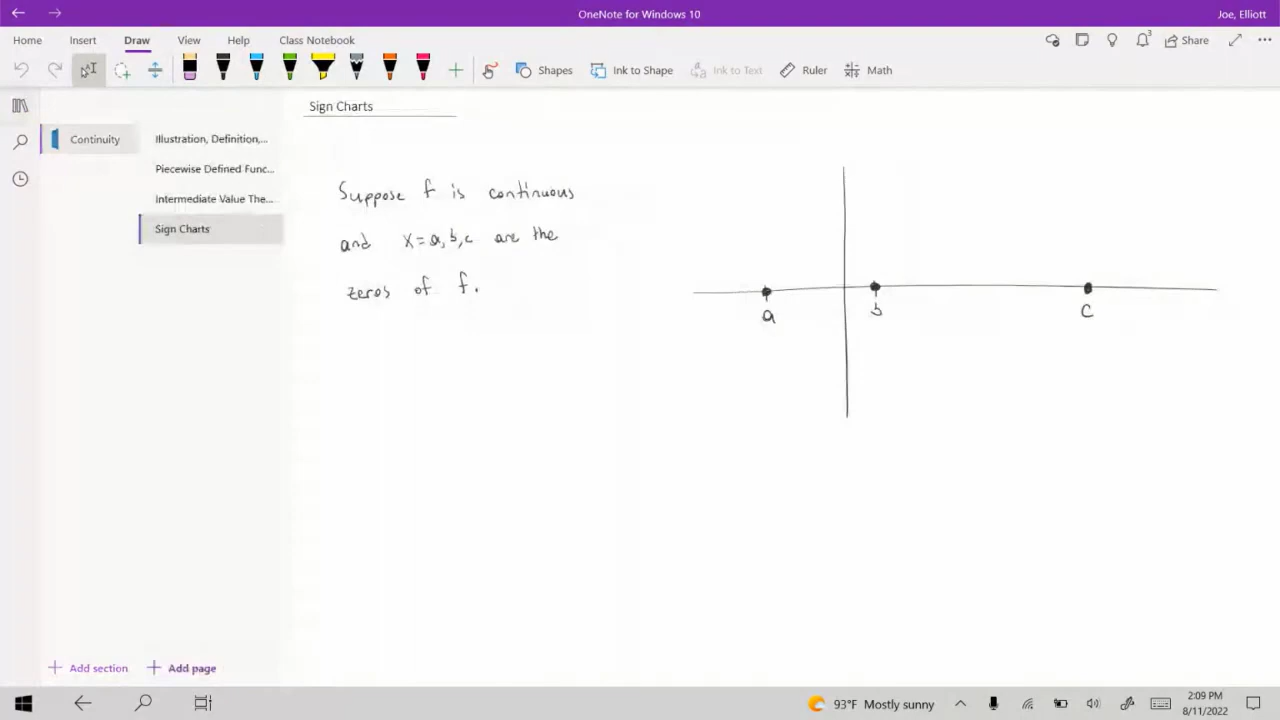 OneNote for Windows 10
Joe, Elliott
Home Insert Draw View Help Class Notebook
Share
Shapes Ink to Shape Ink to Text Ruler Math
Sign Charts
Continuity
Illustration, Definition,...
Piecewise Defined Func...
Intermediate Value The...
Sign Charts
Suppose f is continuous
and x=a,b,c are the
zeros of f.
a b c
Add section Add page
93°F Mostly sunny
2:09 PM
8/11/2022